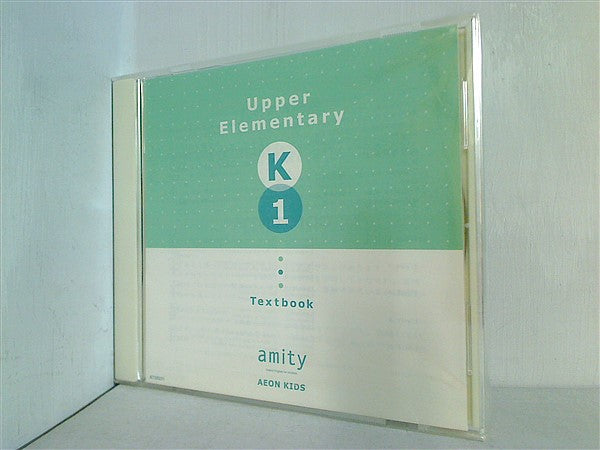 Upper
Elementary
K
1
Textbook
amity
AEON KIDS